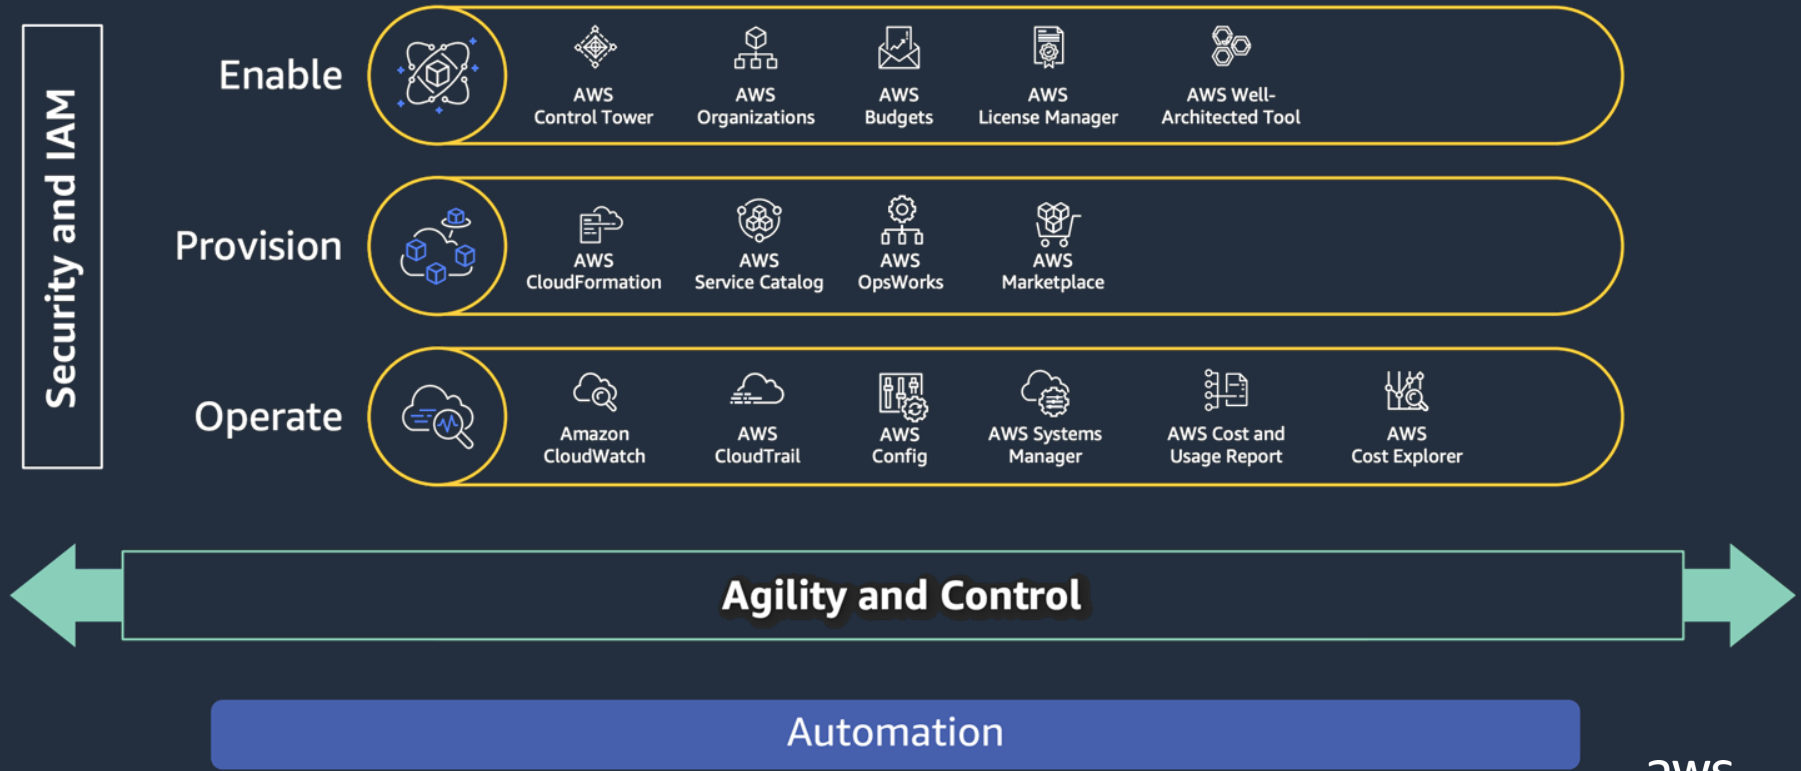 Security and IAM
Enable
AWS
Control Tower
AWS
Organizations
AWS
Budgets
AWS
License Manager
AWS Well-
Architected Tool
Provision
AWS
CloudFormation
AWS
Service Catalog
AWS
OpsWorks
AWS
Marketplace
Operate
Amazon
CloudWatch
AWS
CloudTrail
AWS
Config
AWS Systems
Manager
AWS Cost and
Usage Report
AWS
Cost Explorer
Agility and Control
Automation
aws